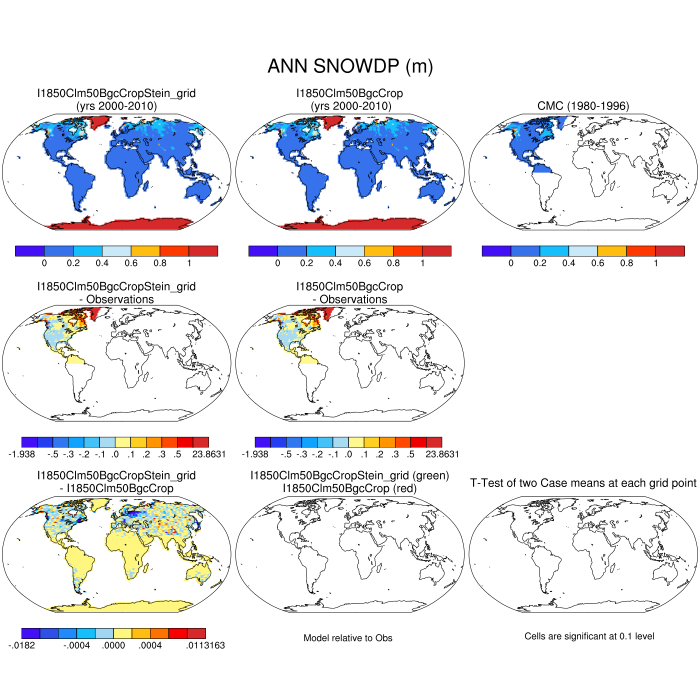 ANN SNOWDP (m)
I1850Clm50BgcCropStein_grid
(yrs 2000-2010)
I1850Clm50BgcCrop
(yrs 2000-2010)
CMC (1980-1996)
0 0.2 0.4 0.6 0.8 1
0 0.2 0.4 0.6 0.8 1
0 0.2 0.4 0.6 0.8 1
I1850Clm50BgcCropStein_grid
- Observations
I1850Clm50BgcCrop
- Observations
-1.938 -.5 -.3 -.2 -.1 .0 .1 .2 .3 .5 23.8631
-1.938 -.5 -.3 -.2 -.1 .0 .1 .2 .3 .5 23.8631
I1850Clm50BgcCropStein_grid
- I1850Clm50BgcCrop
I1850Clm50BgcCropStein_grid (green)
I1850Clm50BgcCrop (red)
T-Test of two Case means at each grid point
-.0182 -.0004 .0000 .0004 .0113163
Model relative to Obs
Cells are significant at 0.1 level